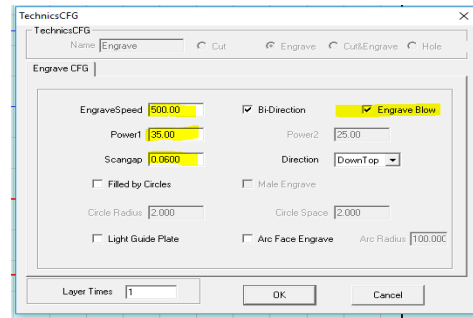 TechnicsCFG
TechnicsCFG
Name Engrave Cut Engrave Cut&Engrave Hole
Engrave CFG
EngraveSpeed 500.00 Bi-Direction Engrave Blow
Power1 35.00 Power2 25.00
Scangap 0.0600 Direction DownTop
Filled by Circles Male Engrave
Circle Radius 2.000 Circle Space 2.000
Light Guide Plate Arc Face Engrave Arc Radius 100.000
Layer Times 1 OK Cancel